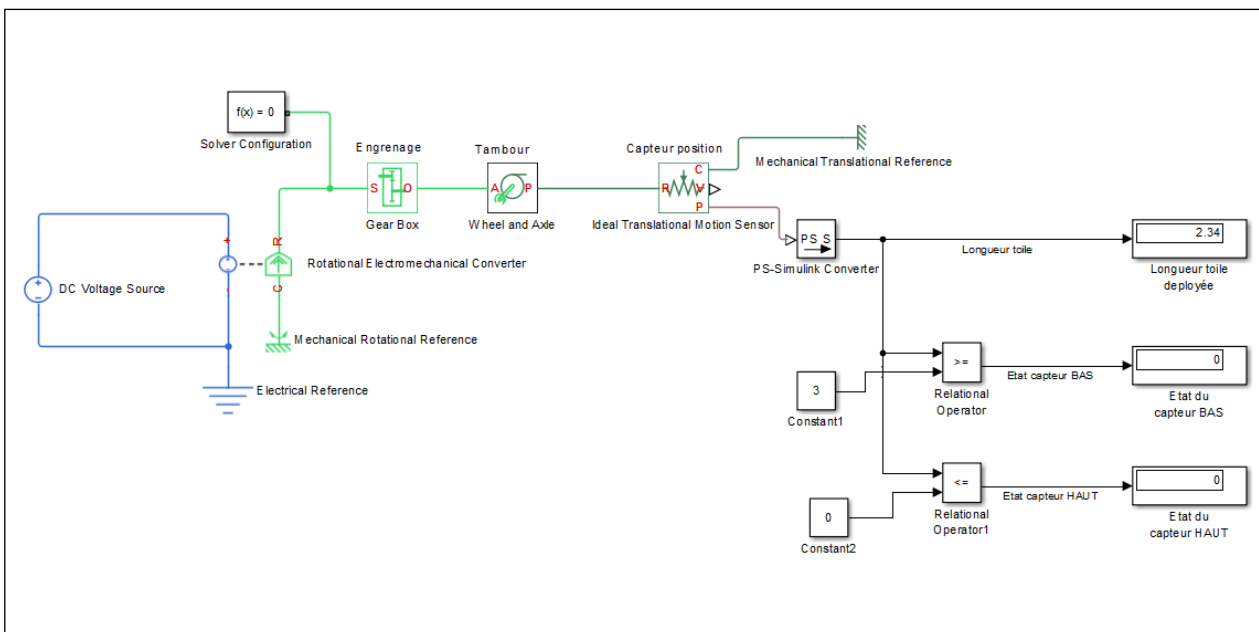 f(x) = 0
Solver Configuration
Engrenage
S
O
Gear Box
Tambour
A
P
Wheel and Axle
Capteur position
R
C
V
P
Ideal Translational Motion Sensor
Mechanical Translational Reference
PS S
PS-Simulink Converter
Longueur toile
2.34
Longueur toile
deployée
+
-
DC Voltage Source
+
-
R
C
Rotational Electromechanical Converter
Mechanical Rotational Reference
Electrical Reference
3
Constant1
>=
Relational
Operator
Etat capteur BAS
0
Etat du
capteur BAS
0
Constant2
<=
Relational
Operator1
Etat capteur HAUT
0
Etat du
capteur HAUT